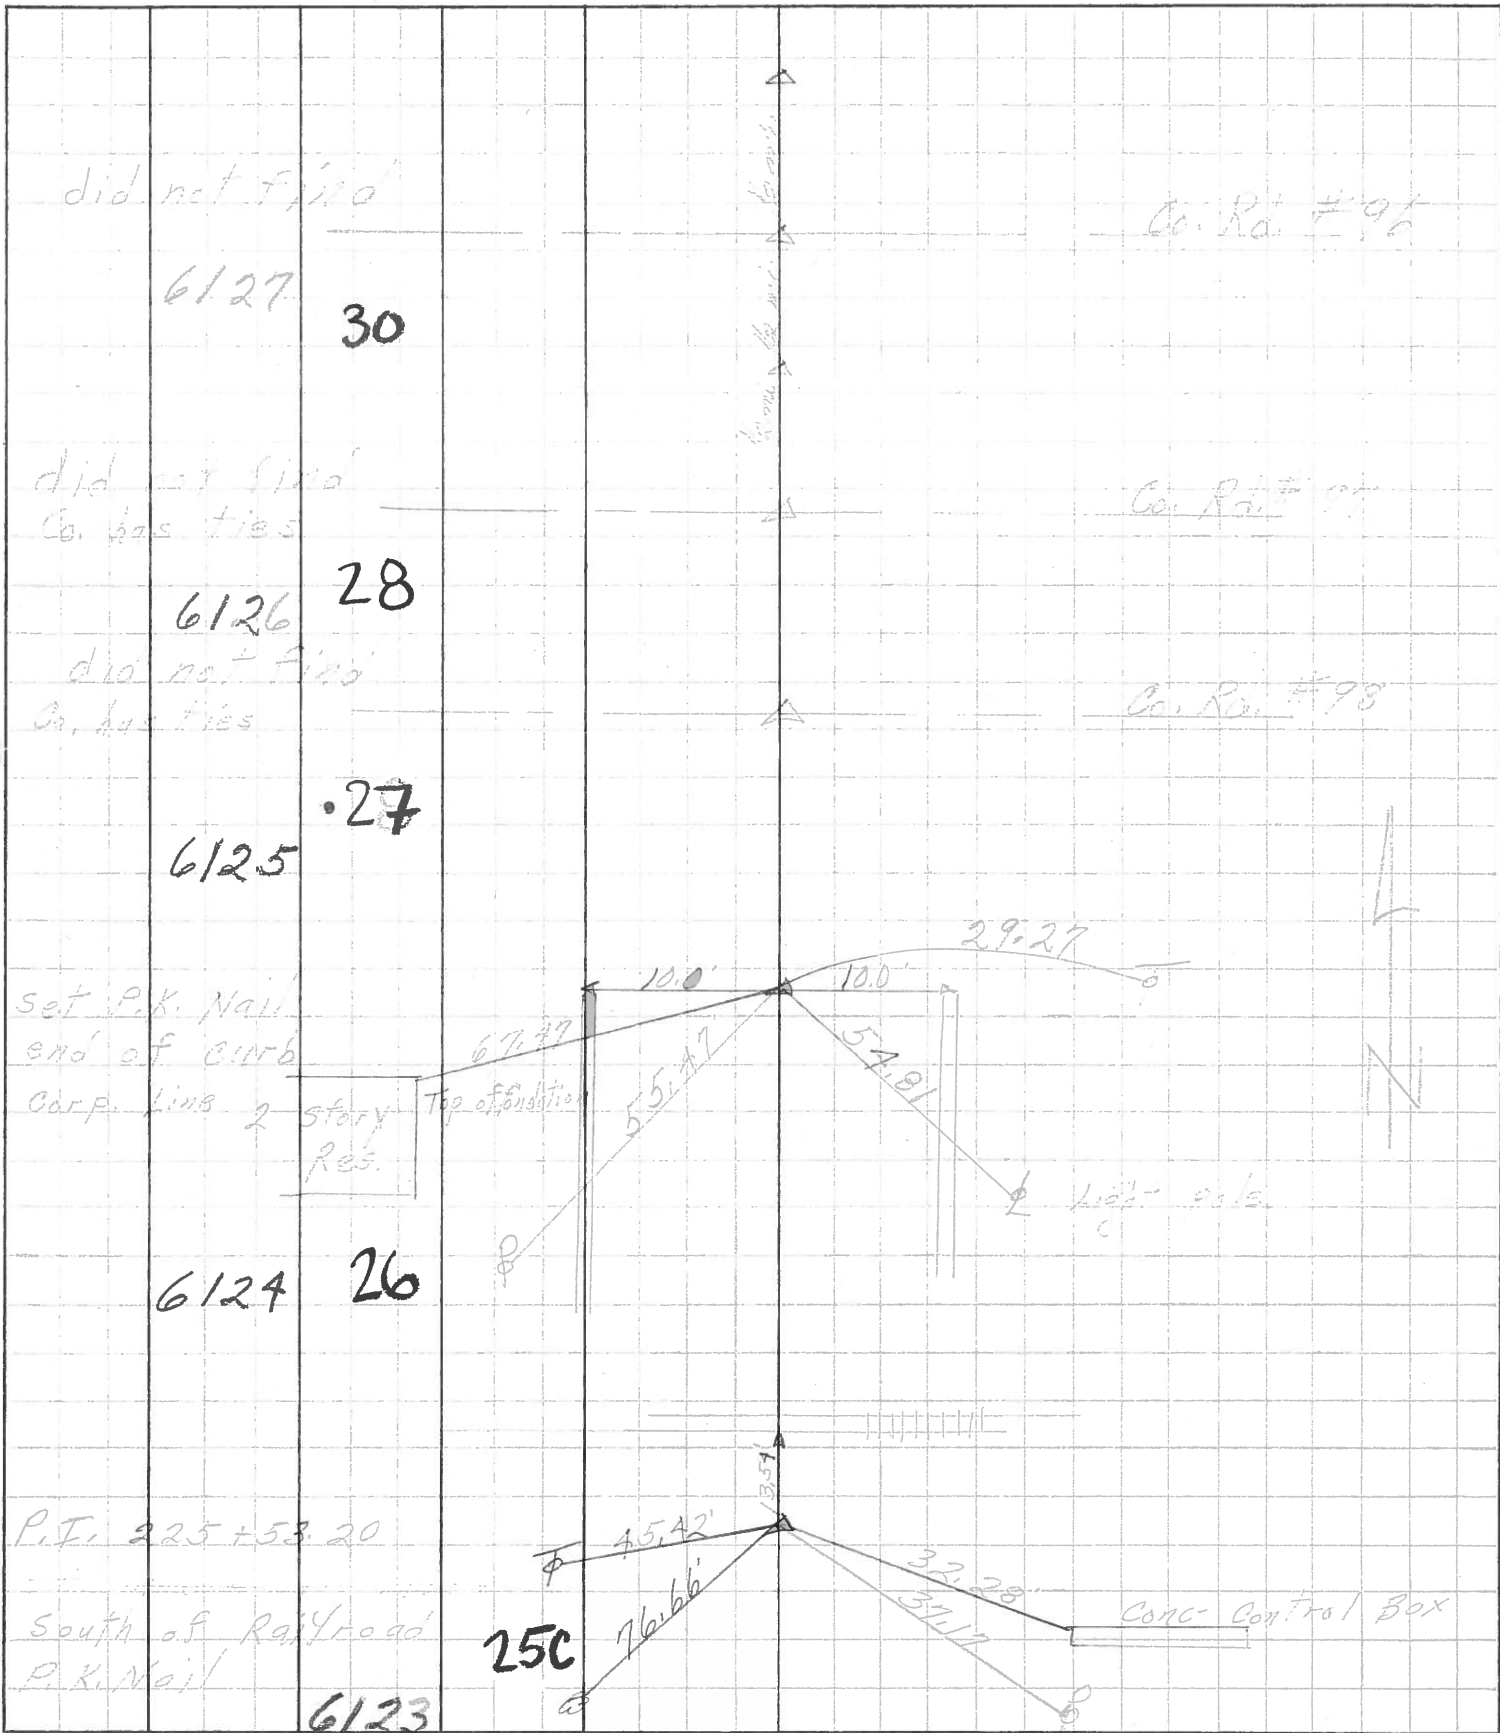 did not find
Co. Rd. #96
6127
30
did not find
Co. Rd. #
Co. has ties
28
6126
did not find
Co. Rd. #98
Co. has ties
.27
6125
29.27
10.0'
10.0'
set P.K. Nail
end of curb
Corp. Line
67.47
55.47'
57.81
2 story
Res.
Top of
Light pole
26
6124
13.54'
P.I. 225+53.20
45.42'
32.28'
37.17
76.66'
South of Railroad
P.K. Nail
Conc- Control Box
25C
6123
N